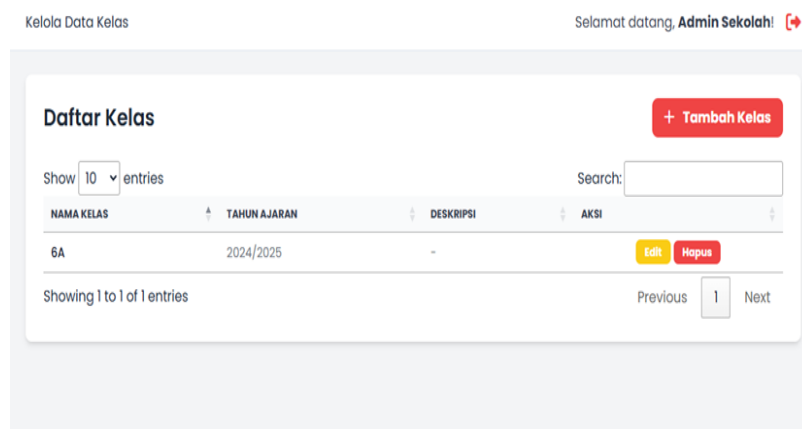 Kelola Data Kelas Selamat datang, Admin Sekolah!
Daftar Kelas + Tambah Kelas
Show 10 entries Search:
NAMA KELAS TAHUN AJARAN DESKRIPSI AKSI
6A 2024/2025 - Edit Hapus
Showing 1 to 1 of 1 entries Previous 1 Next